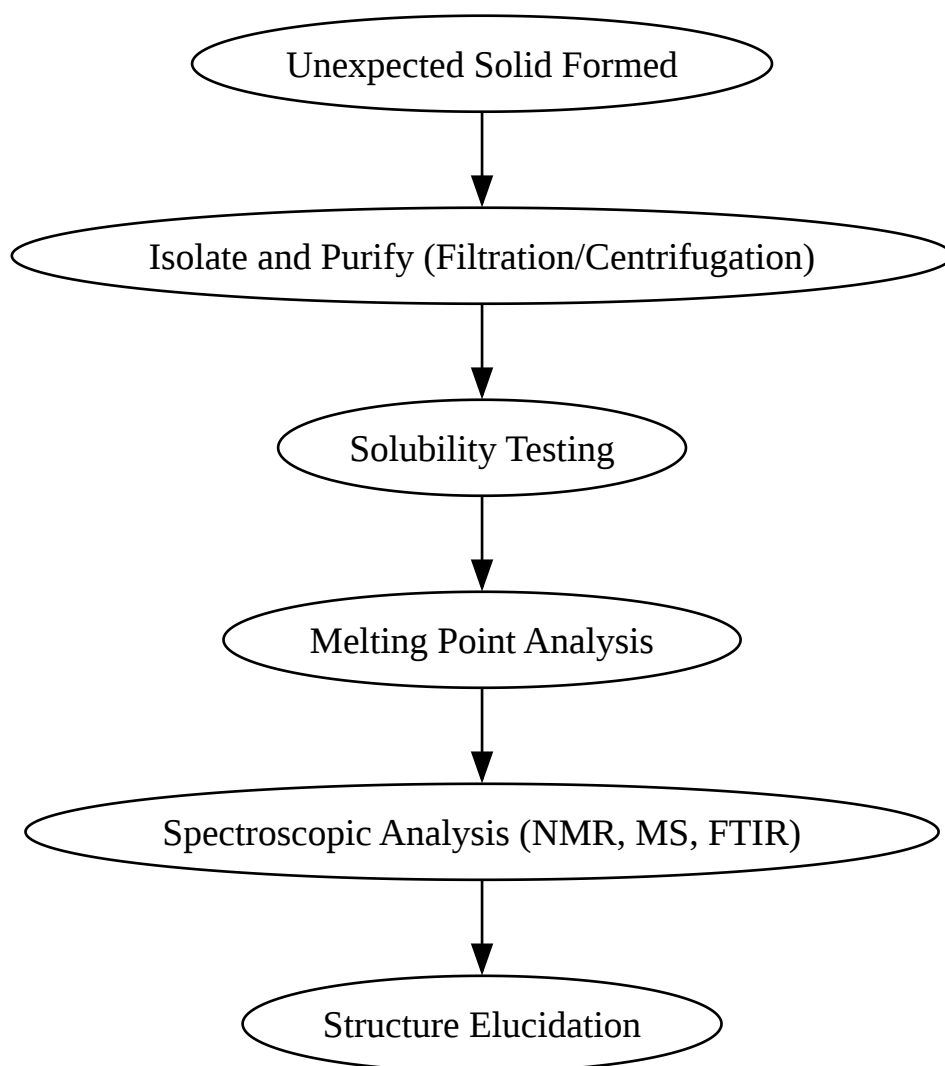 Unexpected Solid Formed
Isolate and Purify (Filtration/Centrifugation)
Solubility Testing
Melting Point Analysis
Spectroscopic Analysis (NMR, MS, FTIR)
Structure Elucidation